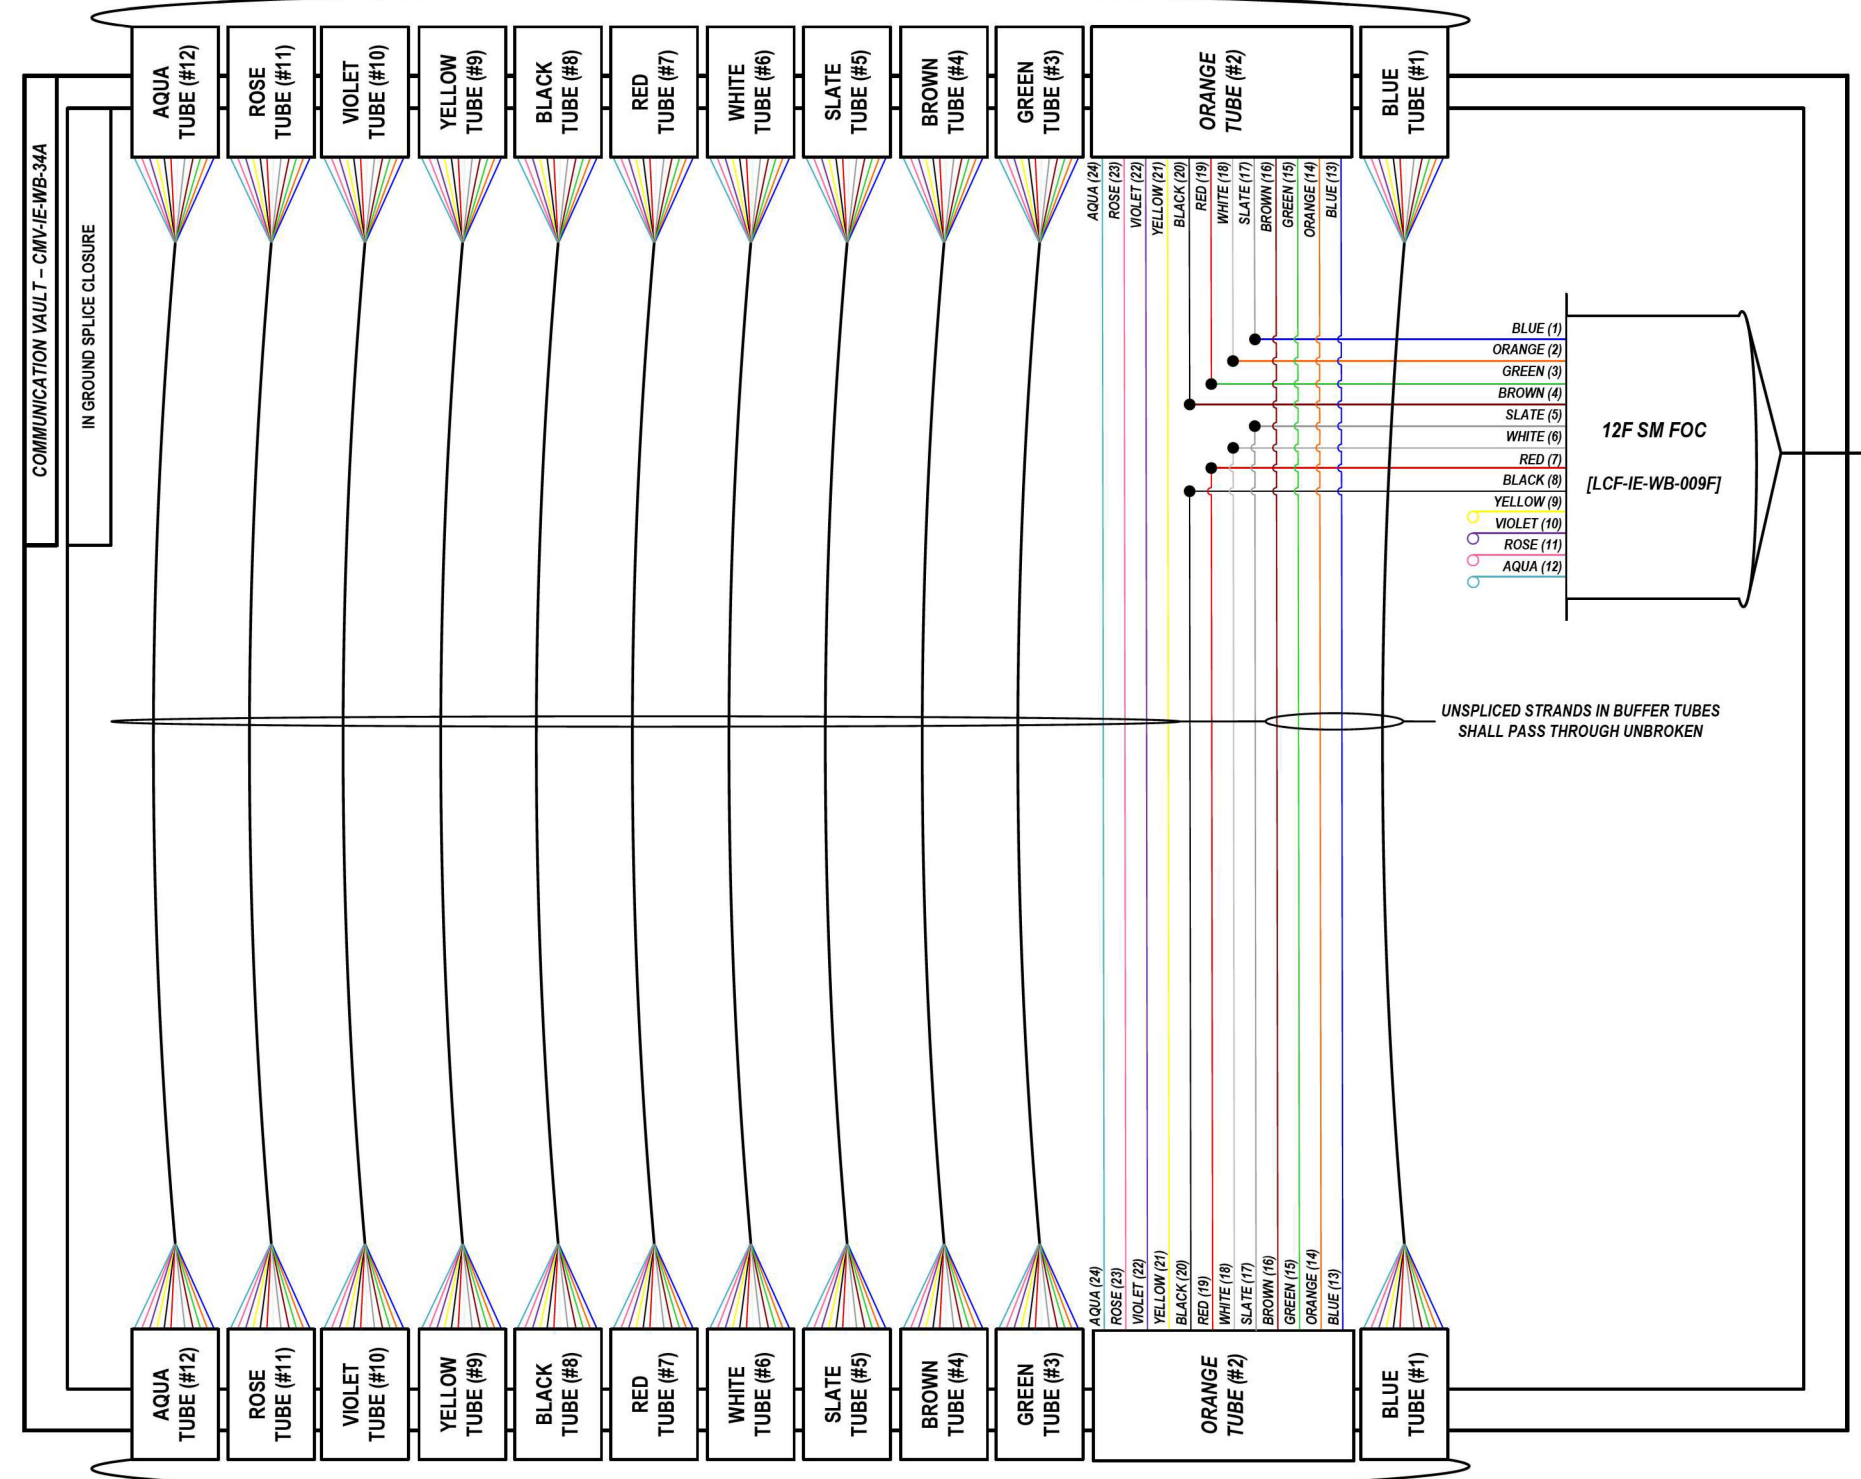 COMMUNICATION VAULT – CMV-IE-WB-34A
IN GROUND SPLICE CLOSURE
AQUA
TUBE (#12)
ROSE
TUBE (#11)
VIOLET
TUBE (#10)
YELLOW
TUBE (#9)
BLACK
TUBE (#8)
RED
TUBE (#7)
WHITE
TUBE (#6)
SLATE
TUBE (#5)
BROWN
TUBE (#4)
GREEN
TUBE (#3)
ORANGE
TUBE (#2)
BLUE
TUBE (#1)
AQUA (24)
ROSE (23)
VIOLET (22)
YELLOW (21)
BLACK (20)
RED (19)
WHITE (18)
SLATE (17)
BROWN (16)
GREEN (15)
ORANGE (14)
BLUE (13)
BLUE (1)
ORANGE (2)
GREEN (3)
BROWN (4)
SLATE (5)
WHITE (6)
RED (7)
BLACK (8)
YELLOW (9)
VIOLET (10)
ROSE (11)
AQUA (12)
12F SM FOC
[LCF-IE-WB-009F]
UNSPLICED STRANDS IN BUFFER TUBES
SHALL PASS THROUGH UNBROKEN
AQUA (24)
ROSE (23)
VIOLET (22)
YELLOW (21)
BLACK (20)
RED (19)
WHITE (18)
SLATE (17)
BROWN (16)
GREEN (15)
ORANGE (14)
BLUE (13)
AQUA
TUBE (#12)
ROSE
TUBE (#11)
VIOLET
TUBE (#10)
YELLOW
TUBE (#9)
BLACK
TUBE (#8)
RED
TUBE (#7)
WHITE
TUBE (#6)
SLATE
TUBE (#5)
BROWN
TUBE (#4)
GREEN
TUBE (#3)
ORANGE
TUBE (#2)
BLUE
TUBE (#1)